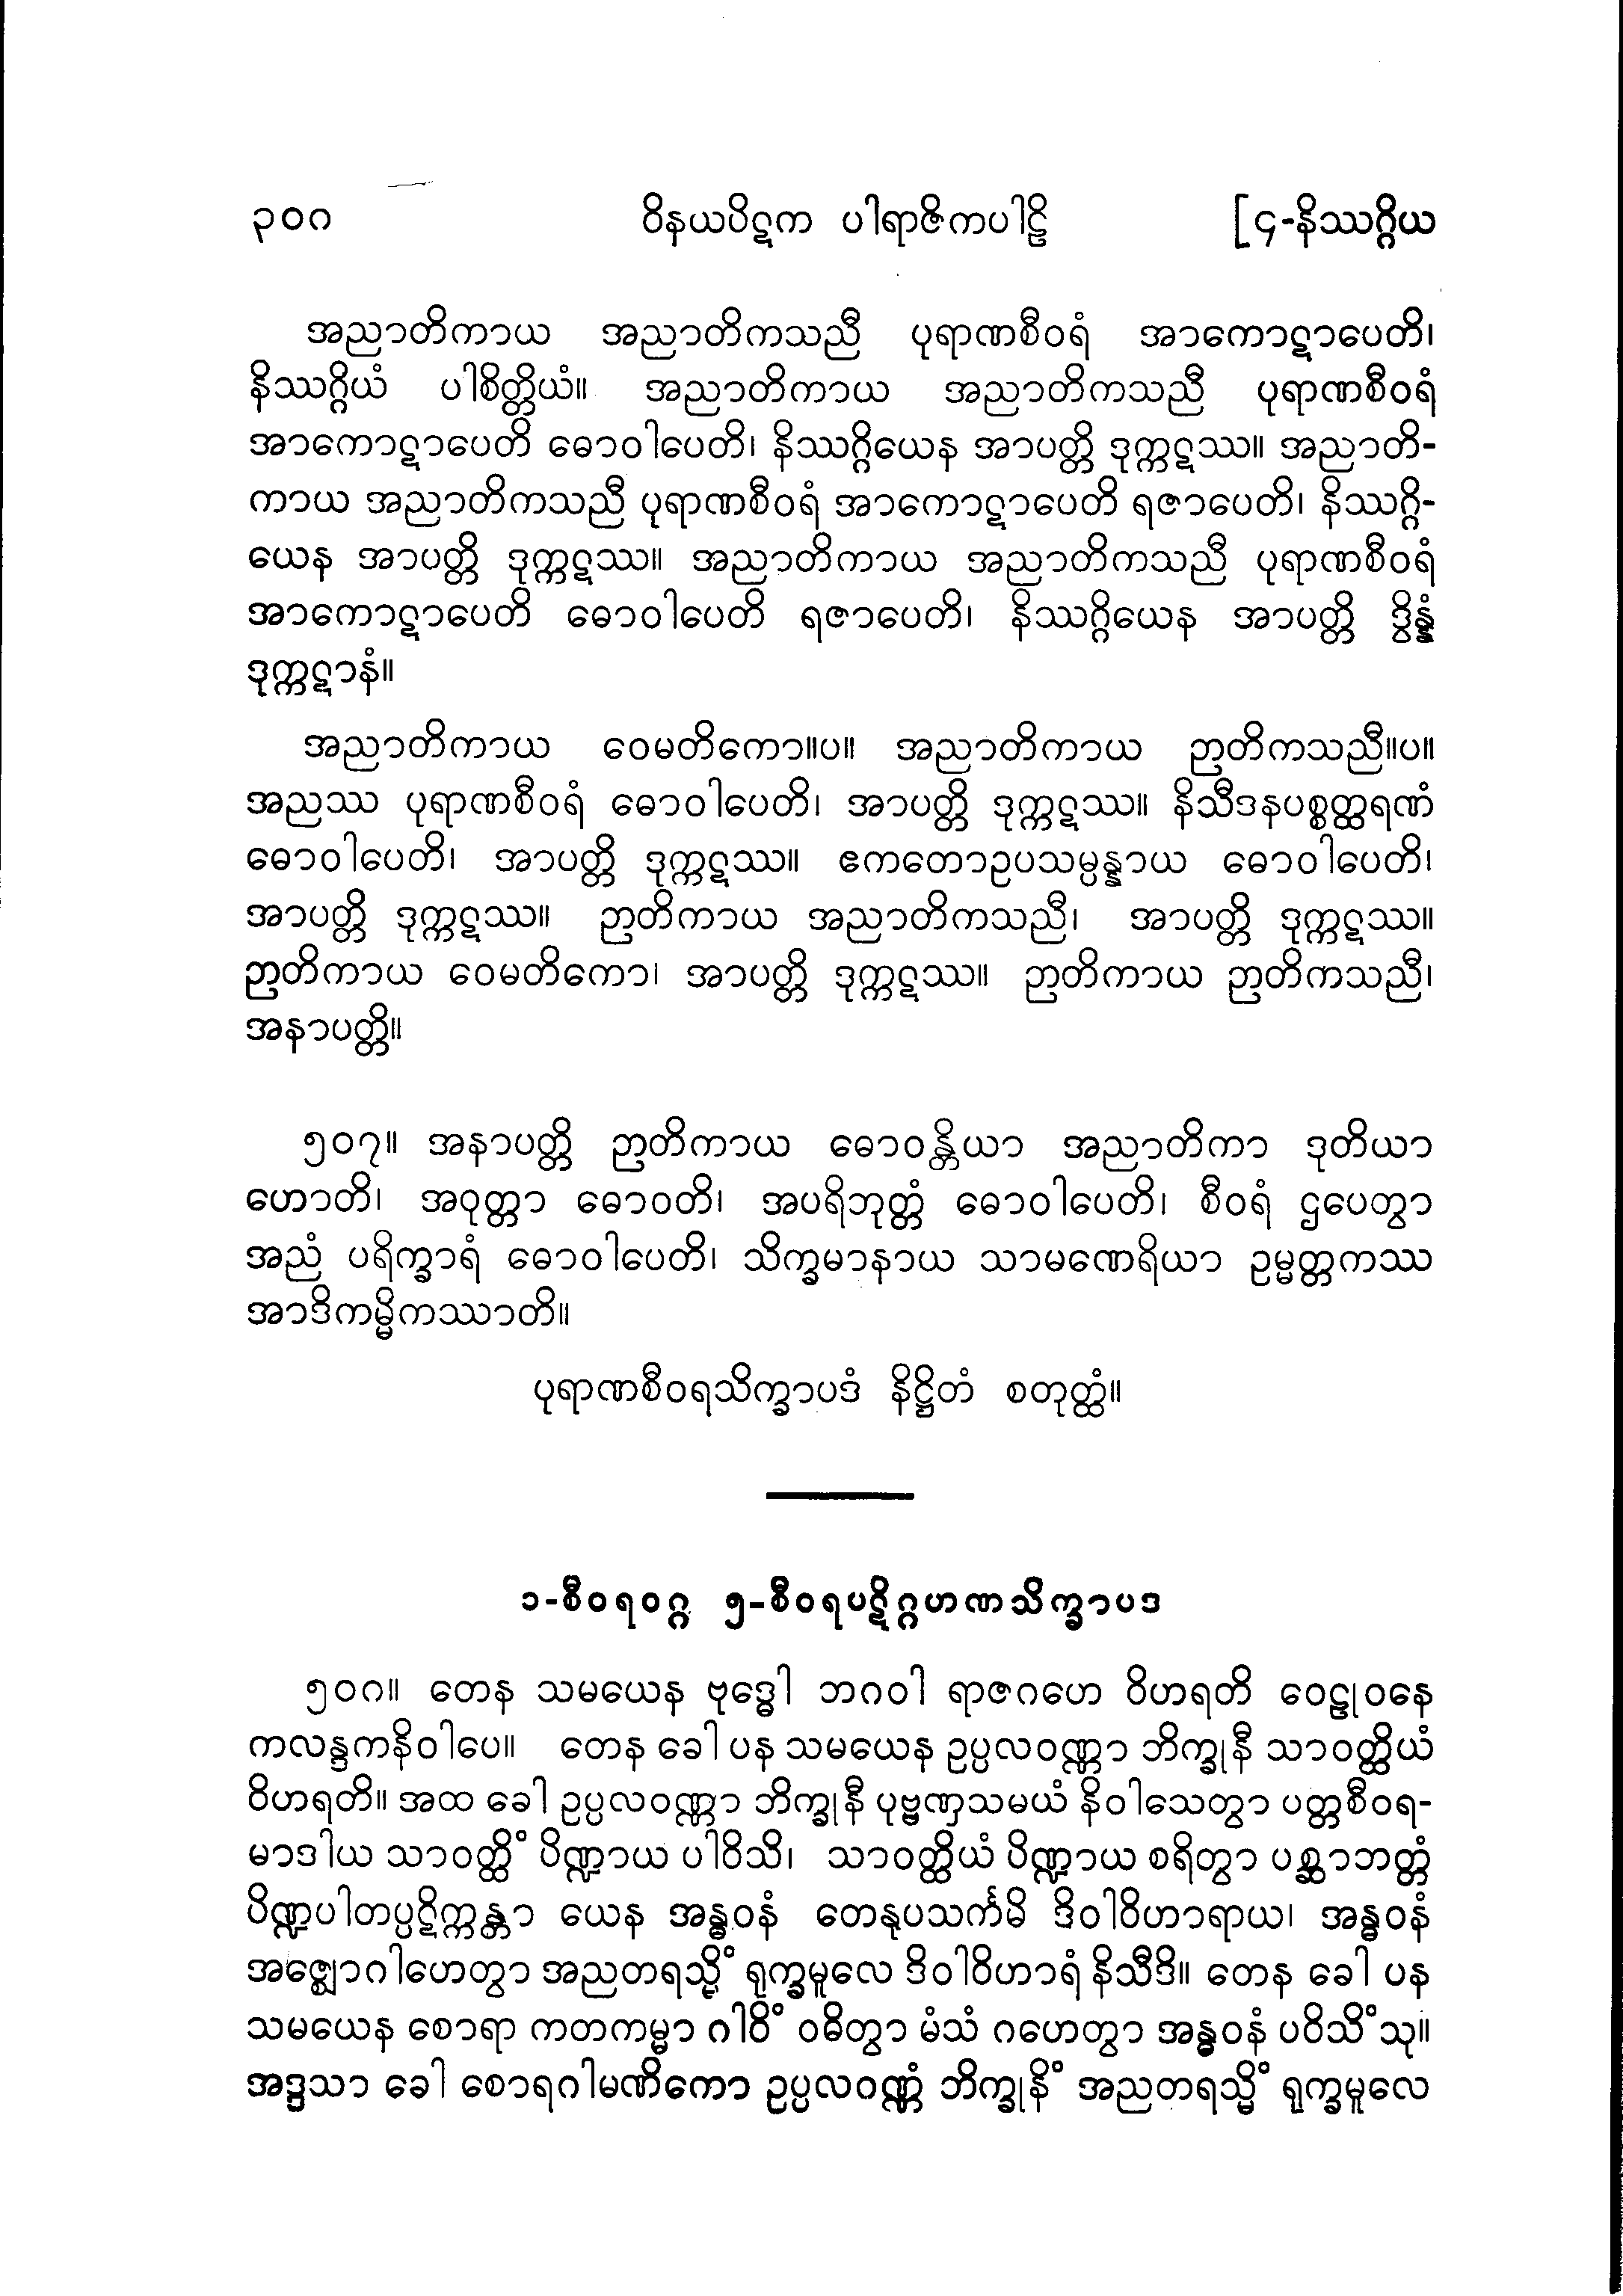 ၃၀၈ ဝိနယပိဋက ပါရာဇိကပါဠိ [၄-နိဿဂ္ဂိယ
အညာတိကာယ အညာတိကသညီ ပုရာဏစီဝရံ အာကောဋာပေတိ၊
နိဿဂ္ဂိယံ ပါစိတ္တိယံ။ အညာတိကာယ အညာတိကသညီ ပုရာဏစီဝရံ
အာကောဋာပေတိ ဓောဝါပေတိ၊ နိဿဂ္ဂိယေန အာပတ္တိ ဒုက္ကဋဿ။ အညာတိ-
ကာယ အညာတိကသညီ ပုရာဏစီဝရံ အာကောဋာပေတိ ရဇာပေတိ၊ နိဿဂ္ဂိ-
ယေန အာပတ္တိ ဒုက္ကဋဿ။ အညာတိကာယ အညာတိကသညီ ပုရာဏစီဝရံ
အာကောဋာပေတိ ဓောဝါပေတိ ရဇာပေတိ၊ နိဿဂ္ဂိယေန အာပတ္တိ ဒွိန္နံ
ဒုက္ကဋာနံ။
အညာတိကာယ ဝေမတိကော။ပ။ အညာတိကာယ ဉာတိကသညီ။ပ။
အညဿ ပုရာဏစီဝရံ ဓောဝါပေတိ၊ အာပတ္တိ ဒုက္ကဋဿ။ နိသီဒနပစ္စတ္ထရဏံ
ဓောဝါပေတိ၊ အာပတ္တိ ဒုက္ကဋဿ။ ဧကတောဥပသမ္ပန္နာယ ဓောဝါပေတိ၊
အာပတ္တိ ဒုက္ကဋဿ။ ဉာတိကာယ အညာတိကသညီ၊ အာပတ္တိ ဒုက္ကဋဿ။
ဉာတိကာယ ဝေမတိကော၊ အာပတ္တိ ဒုက္ကဋဿ။ ဉာတိကာယ ဉာတိကသညီ၊
အနာပတ္တိ။
၅၀၇။ အနာပတ္တိ ဉာတိကာယ ဓောဝန္တိယာ အညာတိကာ ဒုတိယာ
ဟောတိ၊ အဝုတ္တာ ဓောဝတိ၊ အပရိဘုတ္တံ ဓောဝါပေတိ၊ စီဝရံ ဌပေတွာ
အညံ ပရိက္ခာရံ ဓောဝါပေတိ၊ သိက္ခမာနာယ သာမဏေရိယာ ဥမ္မတ္တကဿ
အာဒိကမ္မိကဿာတိ။
ပုရာဏစီဝရသိက္ခာပဒံ နိဋ္ဌိတံ စတုတ္ထံ။
၁-စီဝရဝဂ္ဂ ၅-စီဝရပဋိဂ္ဂဟဏသိက္ခာပဒ
၅၀၈။ တေန သမယေန ဗုဒ္ဓေါ ဘဂဝါ ရာဇဂဟေ ဝိဟရတိ ဝေဠုဝနေ
ကလန္ဒကနိဝါပေ။ တေန ခေါ ပန သမယေန ဥပ္ပလဝဏ္ဏာ ဘိက္ခုနီ သာဝတ္ထိယံ
ဝိဟရတိ။ အထ ခေါ ဥပ္ပလဝဏ္ဏာ ဘိက္ခုနီ ပုဗ္ဗဏှသမယံ နိဝါသေတွာ ပတ္တစီဝရ-
မာဒါယ သာဝတ္ထိံ ပိဏ္ဍာယ ပါဝိသိ၊ သာဝတ္ထိယံ ပိဏ္ဍာယ စရိတွာ ပစ္ဆာဘတ္တံ
ပိဏ္ဍပါတပ္ပဋိက္ကန္တာ ယေန အန္ဓဝနံ တေနုပသင်္ကမိ ဒိဝါဝိဟာရာယ၊ အန္ဓဝနံ
အဇ္ဈောဂါဟေတွာ အညတရသ္မိံ ရုက္ခမူလေ ဒိဝါဝိဟာရံ နိသီဒိ။ တေန ခေါ ပန
သမယေန စောရာ ကတကမ္မာ ဂါဝိံ ဝဓိတွာ မံသံ ဂဟေတွာ အန္ဓဝနံ ပဝိသိံသု။
အဒ္ဒသာ ခေါ စောရဂါမဏိကော ဥပ္ပလဝဏ္ဏံ ဘိက္ခုနိံ အညတရသ္မိံ ရုက္ခမူလေ